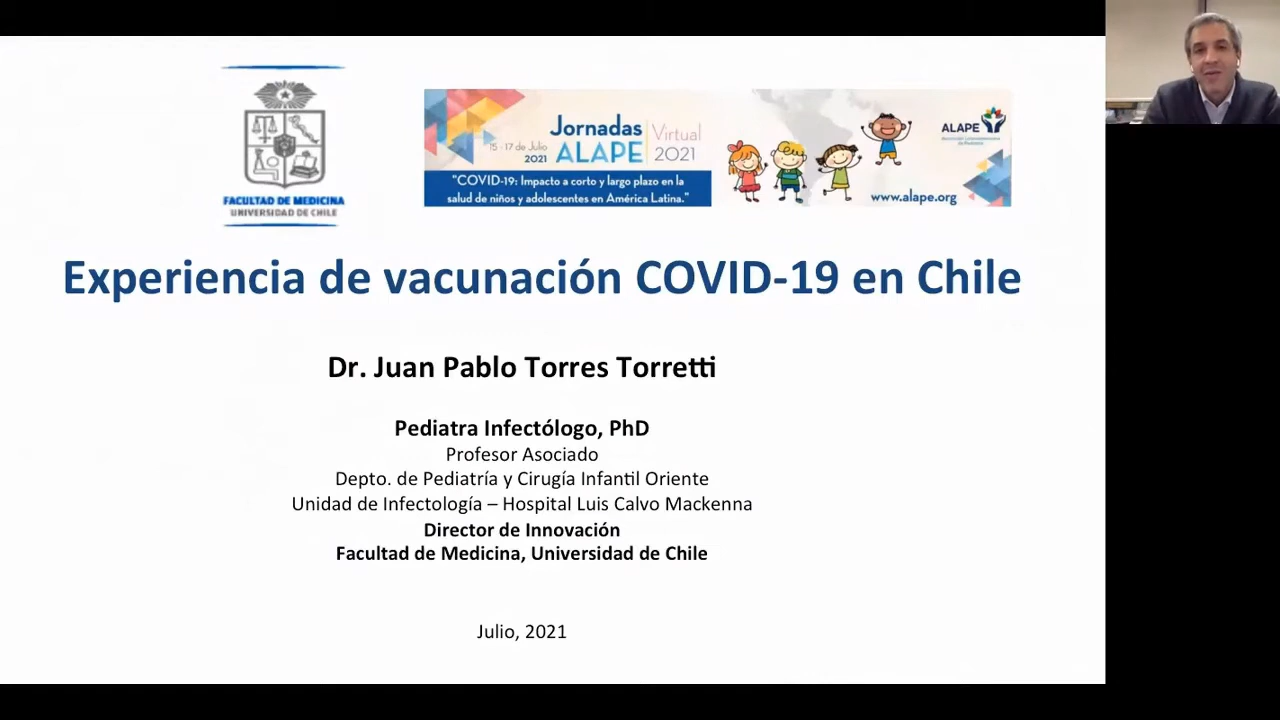 FACULTAD DE MEDICINA
UNIVERSIDAD DE CHILE
Jornadas
ALAPE
15 - 17 de Julio
2021
Virtual
2021
"COVID-19: Impacto a corto y largo plazo en la
salud de niños y adolescentes en América Latina."
ALAPE
www.alape.org
Experiencia de vacunación COVID-19 en Chile
Dr. Juan Pablo Torres Torretti
Pediatra Infectólogo, PhD
Profesor Asociado
Depto. de Pediatría y Cirugía Infantil Oriente
Unidad de Infectología – Hospital Luis Calvo Mackenna
Director de Innovación
Facultad de Medicina, Universidad de Chile
Julio, 2021